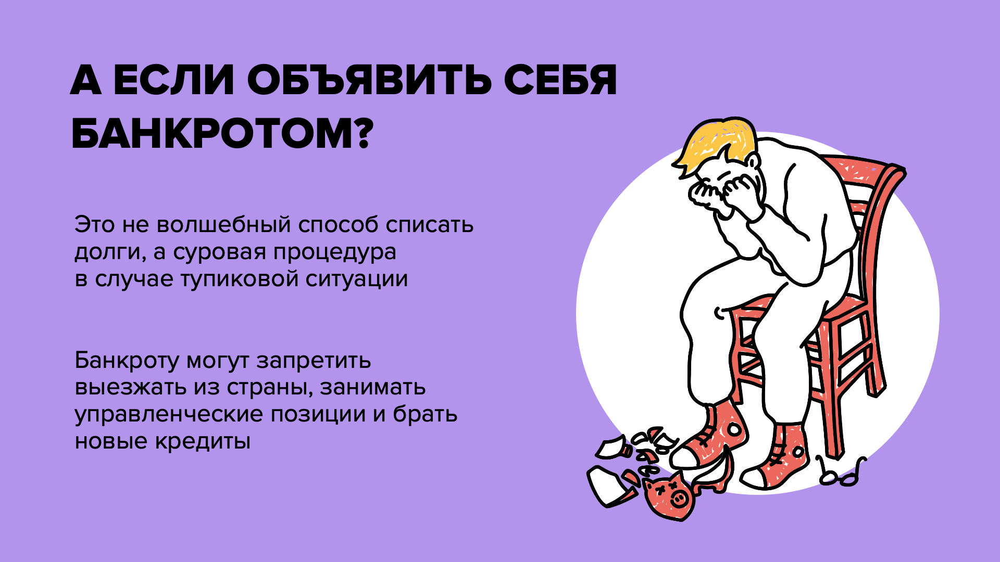 А ЕСЛИ ОБЪЯВИТЬ СЕБЯ
БАНКРОТОМ?
Это не волшебный способ списать
долги, а суровая процедура
в случае тупиковой ситуации
Банкроту могут запретить
выезжать из страны, занимать
управленческие позиции и брать
новые кредиты